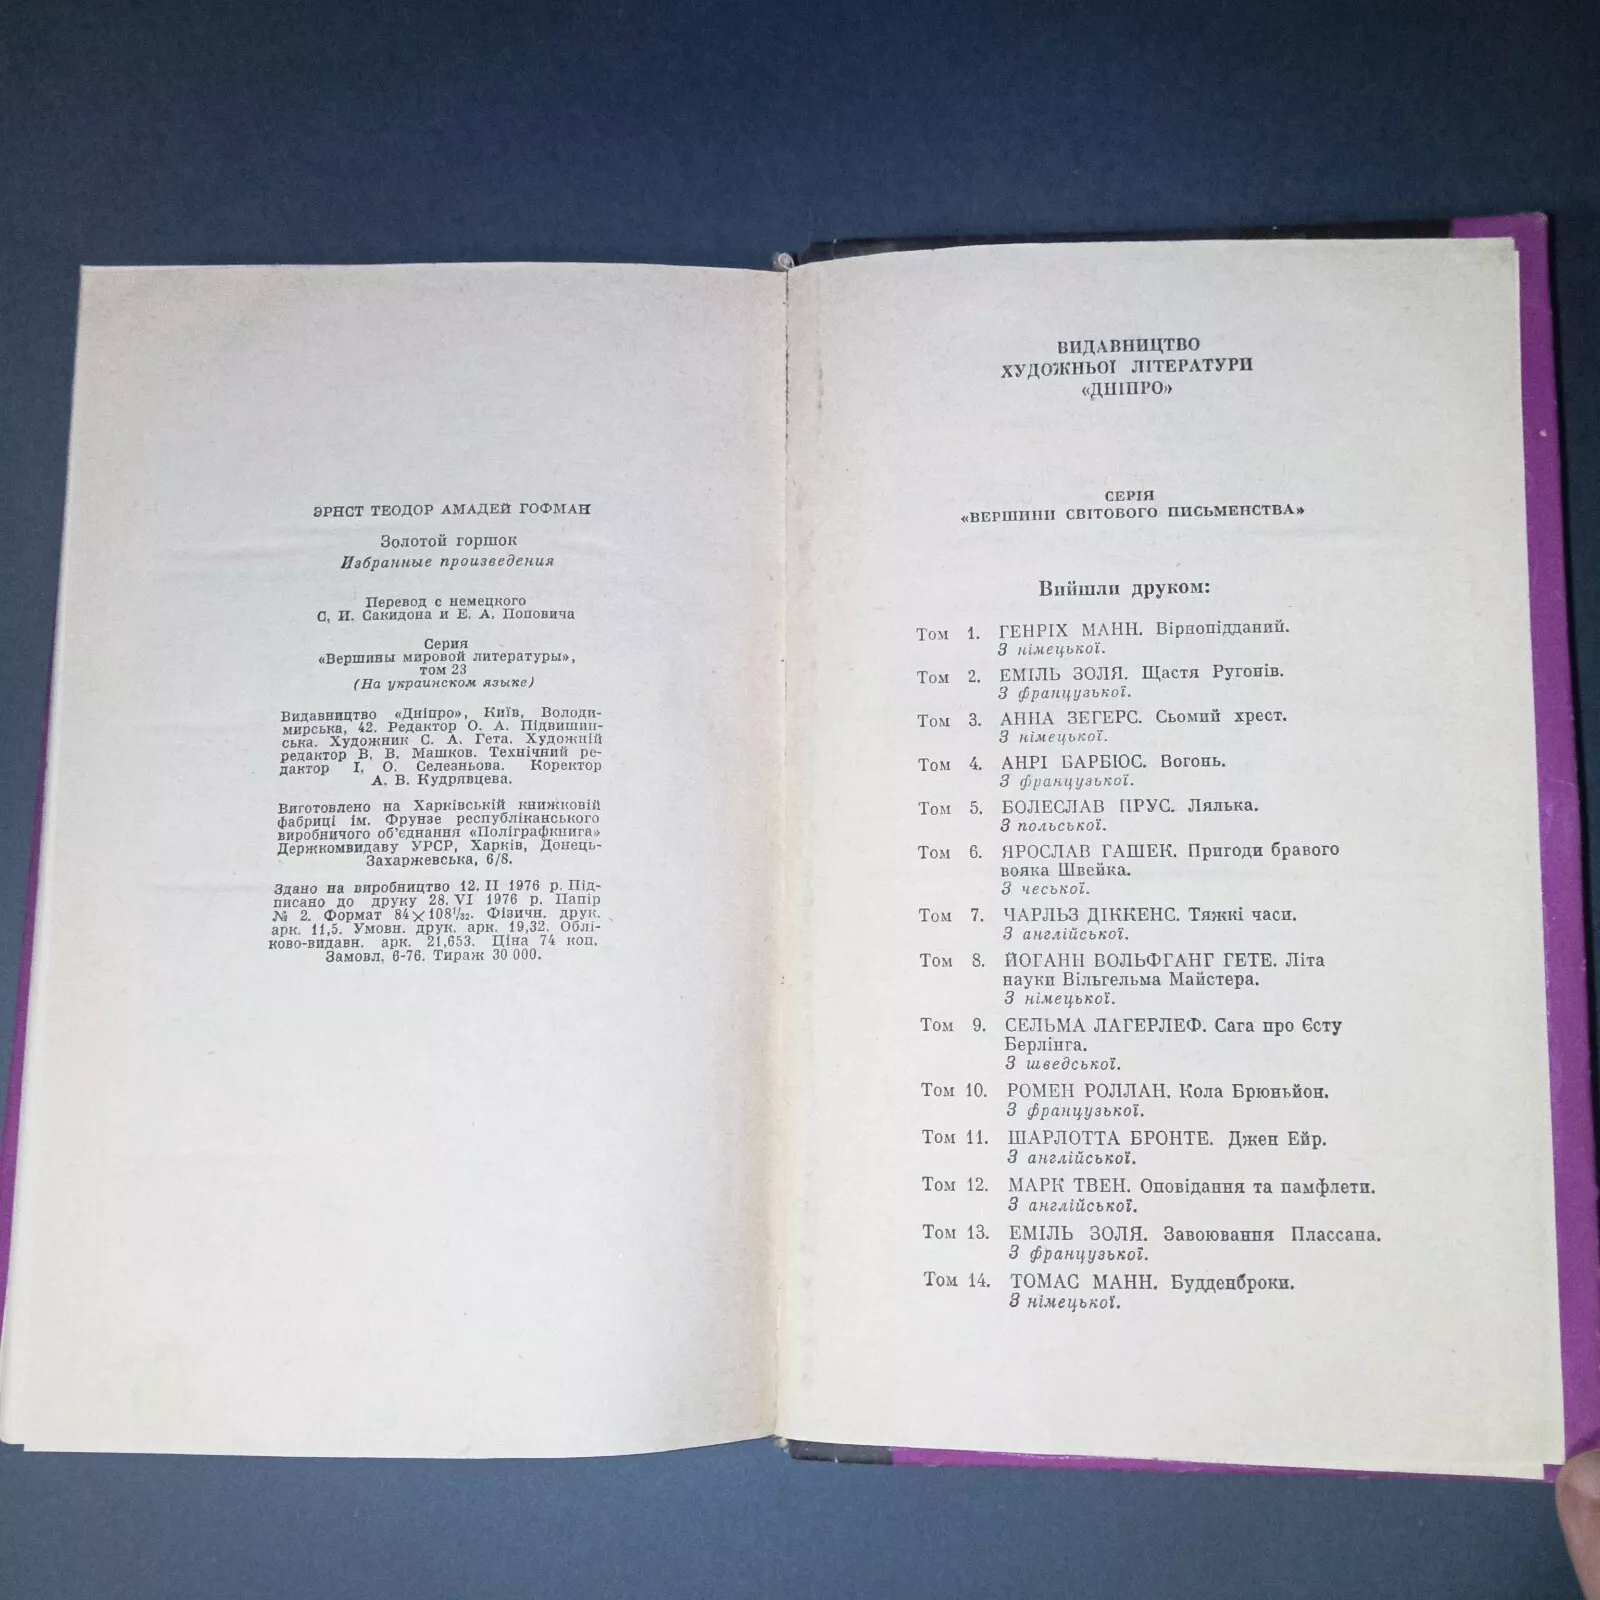 ЭРНСТ ТЕОДОР АМАДЕЙ ГОФМАН
Золотой горшок
Избранные произведения
Перевод с немецкого
С. И. Сакидона и Е. А. Поповича
Серия
«Вершины мировой литературы»,
том 23
(На украинском языке)
Видавництво «Дніпро», Київ, Володи-
мирська, 42. Редактор О. А. Підвишин-
ська. Художник С. А. Гета. Художній
редактор В. В. Машков. Технічний ре-
дактор І. О. Селезньова. Коректор
А. В. Кудрявцева.
Виготовлено на Харківській книжковій
фабриці ім. Фрунзе республіканського
виробничого об'єднання «Поліграфкнига»
Держкомвидаву УРСР, Харків, Донець-
Захаржевська, 6/8.
Здано на виробництво 12. II 1976 р. Під-
писано до друку 28. VI 1976 р. Папір
№ 2. Формат 84×108¹/₃₂. Фізичн. друк.
арк. 11,5. Умовн. друк. арк. 19,32. Облі-
ково-видавн. арк. 21,653. Ціна 74 коп.
Замовл. 6-76. Тираж 30 000.
ВИДАВНИЦТВО
ХУДОЖНЬОЇ ЛІТЕРАТУРИ
«ДНІПРО»
СЕРІЯ
«ВЕРШИНИ СВІТОВОГО ПИСЬМЕНСТВА»
Вийшли друком:
Том 1. ГЕНРІХ МАНН. Вірнопідданий.
З німецької.
Том 2. ЕМІЛЬ ЗОЛЯ. Щастя Ругонів.
З французької.
Том 3. АННА ЗЕГЕРС. Сьомий хрест.
З німецької.
Том 4. АНРІ БАРБЮС. Вогонь.
З французької.
Том 5. БОЛЕСЛАВ ПРУС. Лялька.
З польської.
Том 6. ЯРОСЛАВ ГАШЕК. Пригоди бравого
вояка Швейка.
З чеської.
Том 7. ЧАРЛЬЗ ДІККЕНС. Тяжкі часи.
З англійської.
Том 8. ЙОГАНН ВОЛЬФГАНГ ГЕТЕ. Літа
науки Вільгельма Майстера.
З німецької.
Том 9. СЕЛЬМА ЛАГЕРЛЕФ. Сага про Єсту
Берлінга.
З шведської.
Том 10. РОМЕН РОЛЛАН. Кола Брюньйон.
З французької.
Том 11. ШАРЛОТТА БРОНТЕ. Джен Ейр.
З англійської.
Том 12. МАРК ТВЕН. Оповідання та памфлети.
З англійської.
Том 13. ЕМІЛЬ ЗОЛЯ. Завоювання Плассана.
З французької.
Том 14. ТОМАС МАНН. Будденброки.
З німецької.